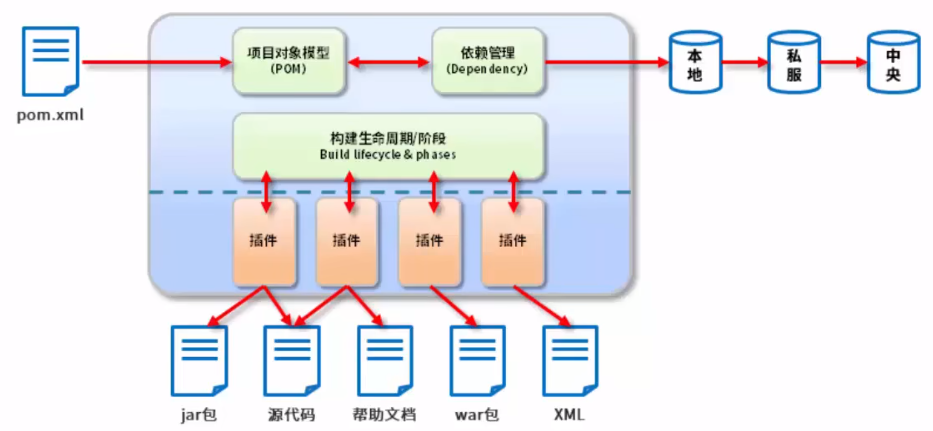 pom.xml
项目对象模型
(POM)
依赖管理
(Dependency)
本
地
私
服
中
央
构建生命周期/阶段
Build lifecycle & phases
插件
插件
插件
插件
jar包
源代码
帮助文档
war包
XML